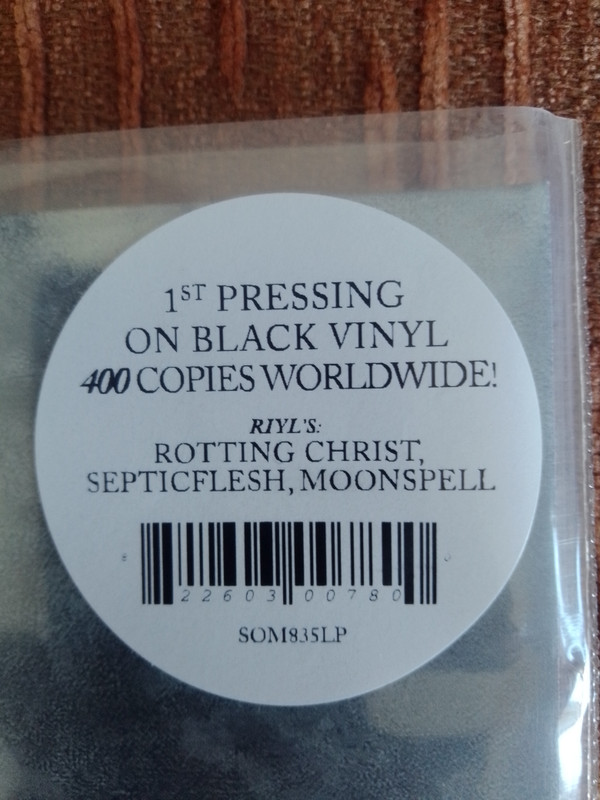 1ST PRESSING
ON BLACK VINYL
400 COPIES WORLDWIDE!
RIYL'S:
ROTTING CHRIST,
SEPTICFLESH, MOONSPELL
22603 00780
SOM835LP